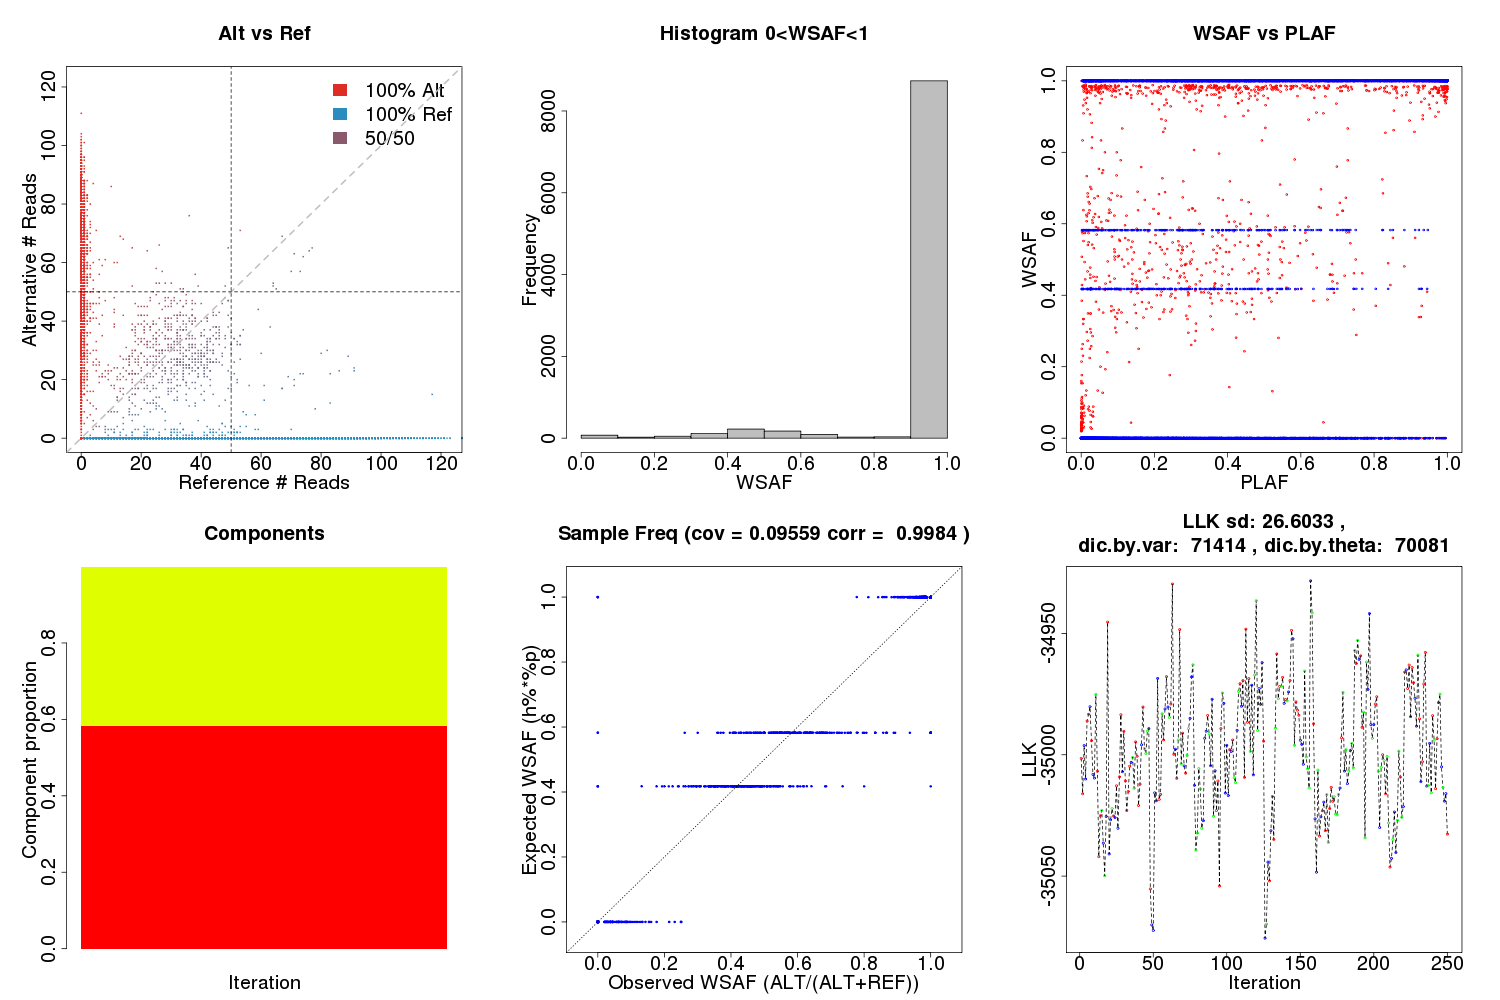 Alt vs Ref
120
100
80
60
40
20
0
Alternative # Reads
100% Alt
100% Ref
50/50
0 20 40 60 80 100 120
Reference # Reads
Histogram 0<WSAF<1
8000
6000
4000
2000
0
Frequency
0.0 0.2 0.4 0.6 0.8 1.0
WSAF
WSAF vs PLAF
1.0
0.8
0.6
0.4
0.2
0.0
WSAF
0.0 0.2 0.4 0.6 0.8 1.0
PLAF
Components
0.8
0.6
0.4
0.2
0.0
Component proportion
Iteration
Sample Freq (cov = 0.09559 corr =  0.9984 )
1.0
0.8
0.6
0.4
0.2
0.0
Expected WSAF (h%*%p)
0.0 0.2 0.4 0.6 0.8 1.0
Observed WSAF (ALT/(ALT+REF))
LLK sd: 26.6033 ,
dic.by.var:  71414 , dic.by.theta:  70081
-34950
-35000
-35050
LLK
0 50 100 150 200 250
Iteration